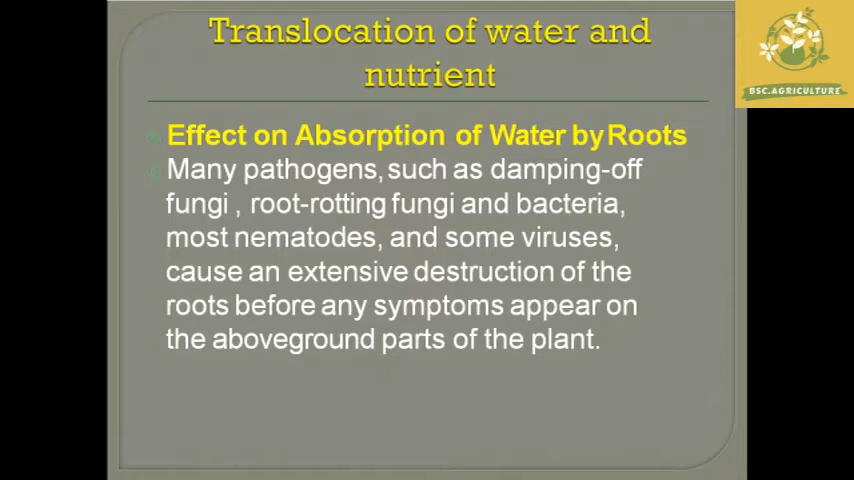 Translocation of water and
nutrient
BSC.AGRICULTURE
Effect on Absorption of Water by Roots
Many pathogens, such as damping-off
fungi , root-rotting fungi and bacteria,
most nematodes, and some viruses,
cause an extensive destruction of the
roots before any symptoms appear on
the aboveground parts of the plant.